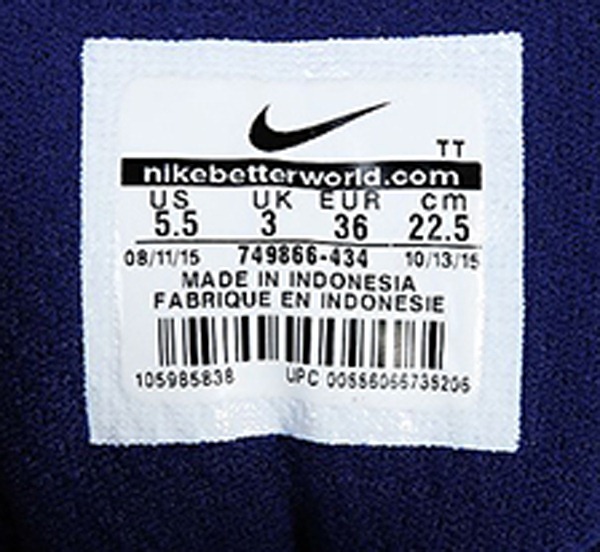 TT
nikebetterworld.com
US UK EUR cm
5.5 3 36 22.5
08/11/15 749866-434 10/13/15
MADE IN INDONESIA
FABRIQUE EN INDONESIE
105985838 UPC 00556066735206